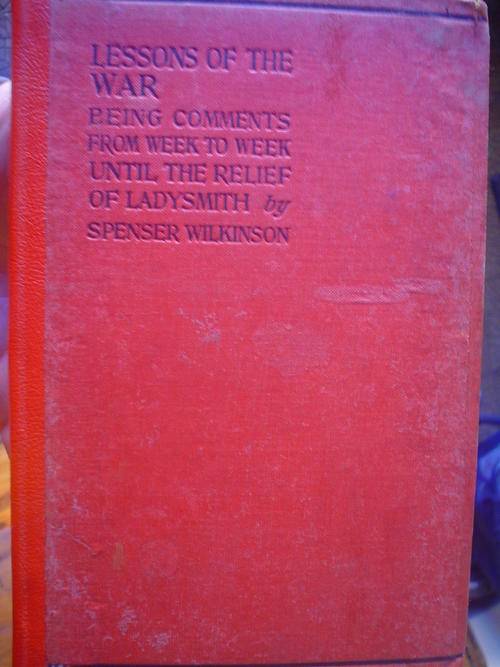 LESSONS OF THE
WAR
BEING COMMENTS
FROM WEEK TO WEEK
UNTIL THE RELIEF
OF LADYSMITH by
SPENSER WILKINSON